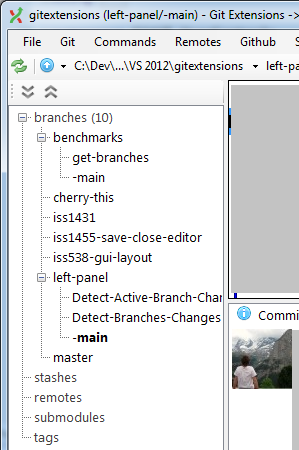 gitextensions (left-panel/-main) - Git Extensions ->
File Git Commands Remotes Github
C:\Dev\...\VS 2012\gitextensions left-pa
branches (10)
benchmarks
get-branches
-main
cherry-this
iss1431
iss1455-save-close-editor
iss538-gui-layout
left-panel
Detect-Active-Branch-Chan
Detect-Branches-Changes
-main
master
stashes
remotes
submodules
tags
Commi